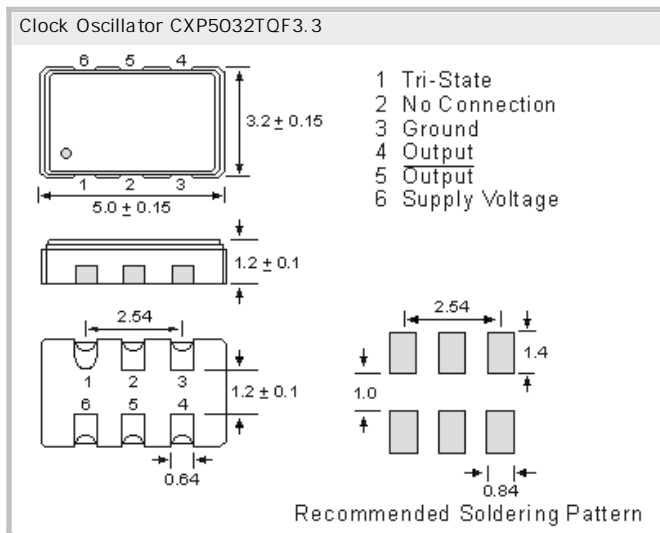 Clock Oscillator CXP5032TQF3.3
6 5 4
1 Tri-State
2 No Connection
3 Ground
4 Output
5 Output
6 Supply Voltage
3.2 ± 0.15
1 2 3
5.0 ± 0.15
1.2 ± 0.1
2.54
1 2 3
6 5 4
1.2 ± 0.1
0.64
2.54
1.4
1.0
0.84
Recommended Soldering Pattern